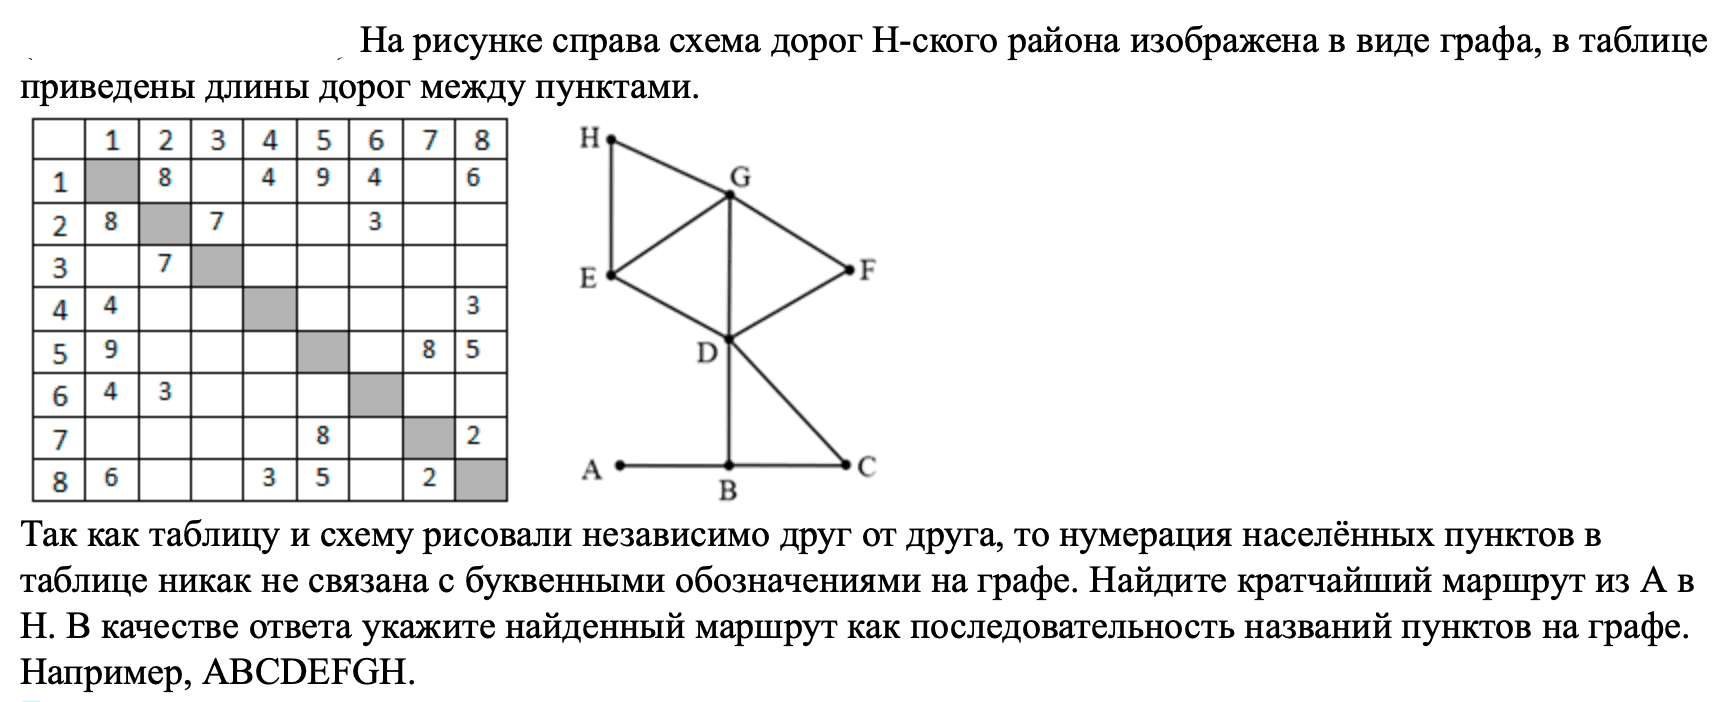 На рисунке справа схема дорог Н-ского района изображена в виде графа, в таблице
приведены длины дорог между пунктами.
1 2 3 4 5 6 7 8
1 8 4 9 4 6
2 8 7 3
3 7
4 4 3
5 9 8 5
6 4 3
7 8 2
8 6 3 5 2
H
G
E
F
D
A
B
C
Так как таблицу и схему рисовали независимо друг от друга, то нумерация населённых пунктов в
таблице никак не связана с буквенными обозначениями на графе. Найдите кратчайший маршрут из А в
Н. В качестве ответа укажите найденный маршрут как последовательность названий пунктов на графе.
Например, ABCDEFGH.